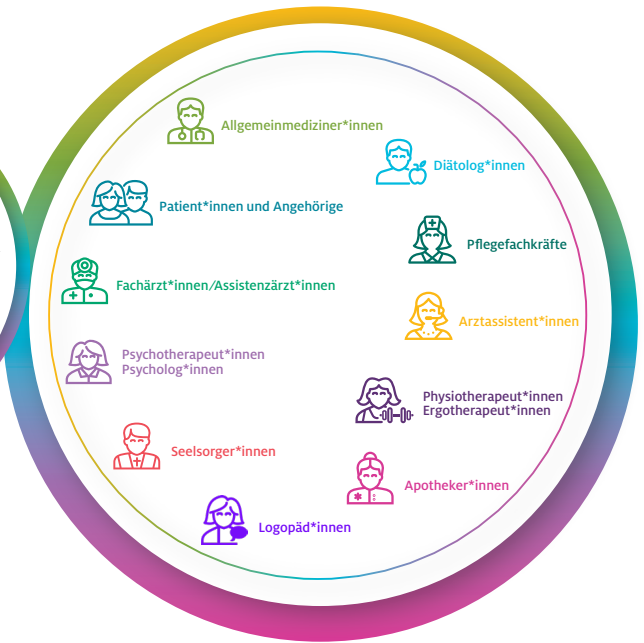 Allgemeinmediziner*innen
Diätolog*innen
Patient*innen und Angehörige
Pflegefachkräfte
Fachärzt*innen/Assistenzärzt*innen
Arztassistent*innen
Psychotherapeut*innen
Psycholog*innen
Physiotherapeut*innen
Ergotherapeut*innen
Seelsorger*innen
Apotheker*innen
Logopäd*innen